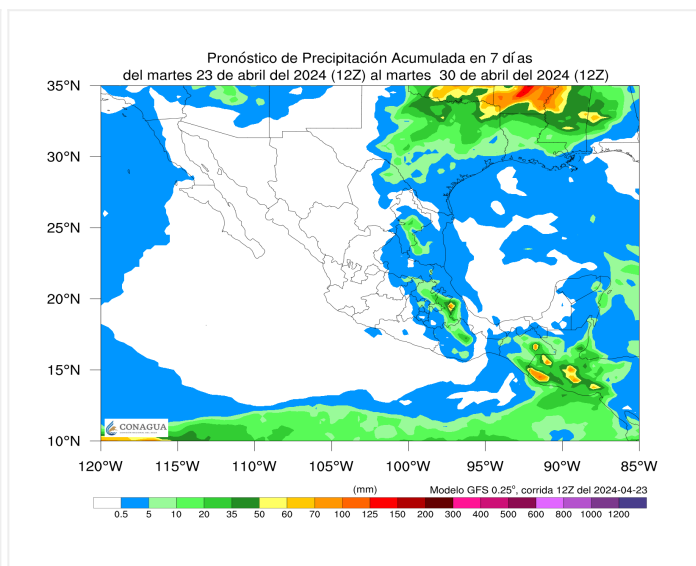 Pronóstico de Precipitación Acumulada en 7 días
del martes 23 de abril del 2024 (12Z) al martes 30 de abril del 2024 (12Z)
35°N
30°N
25°N
20°N
15°N
10°N
CONAGUA
120°W 115°W 110°W 105°W 100°W 95°W 90°W 85°W
(mm) Modelo GFS 0.25°, corrida 12Z del 2024-04-23
0.5 5 10 20 35 50 60 70 100 125 150 200 300 400 500 600 800 1000 1200